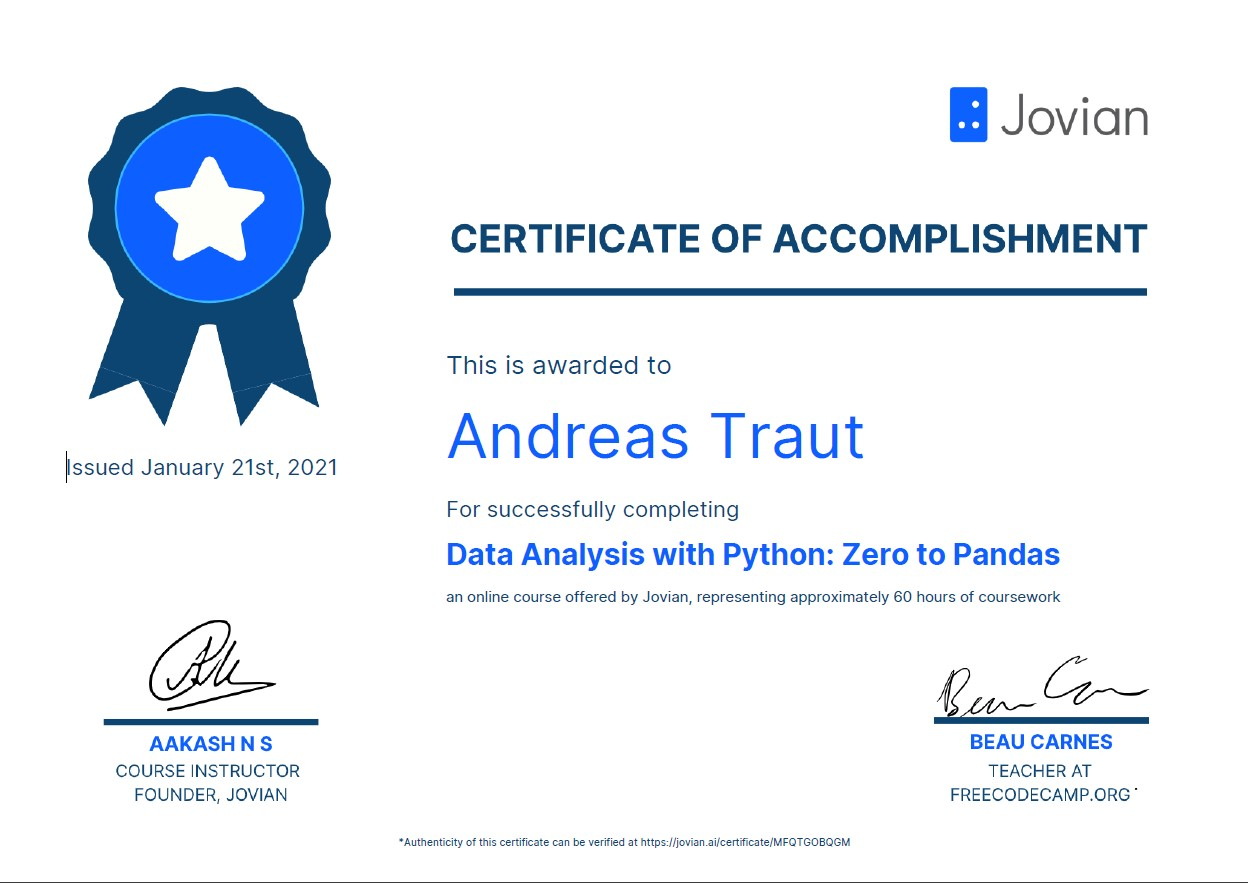 Jovian
CERTIFICATE OF ACCOMPLISHMENT
This is awarded to
Andreas Traut
Issued January 21st, 2021
For successfully completing
Data Analysis with Python: Zero to Pandas
an online course offered by Jovian, representing approximately 60 hours of coursework
Beau C
AAKASH N S
COURSE INSTRUCTOR
FOUNDER, JOVIAN
BEAU CARNES
TEACHER AT
FREECODECAMP.ORG
*Authenticity of this certificate can be verified at https://jovian.ai/certificate/MFQTGOBQGM